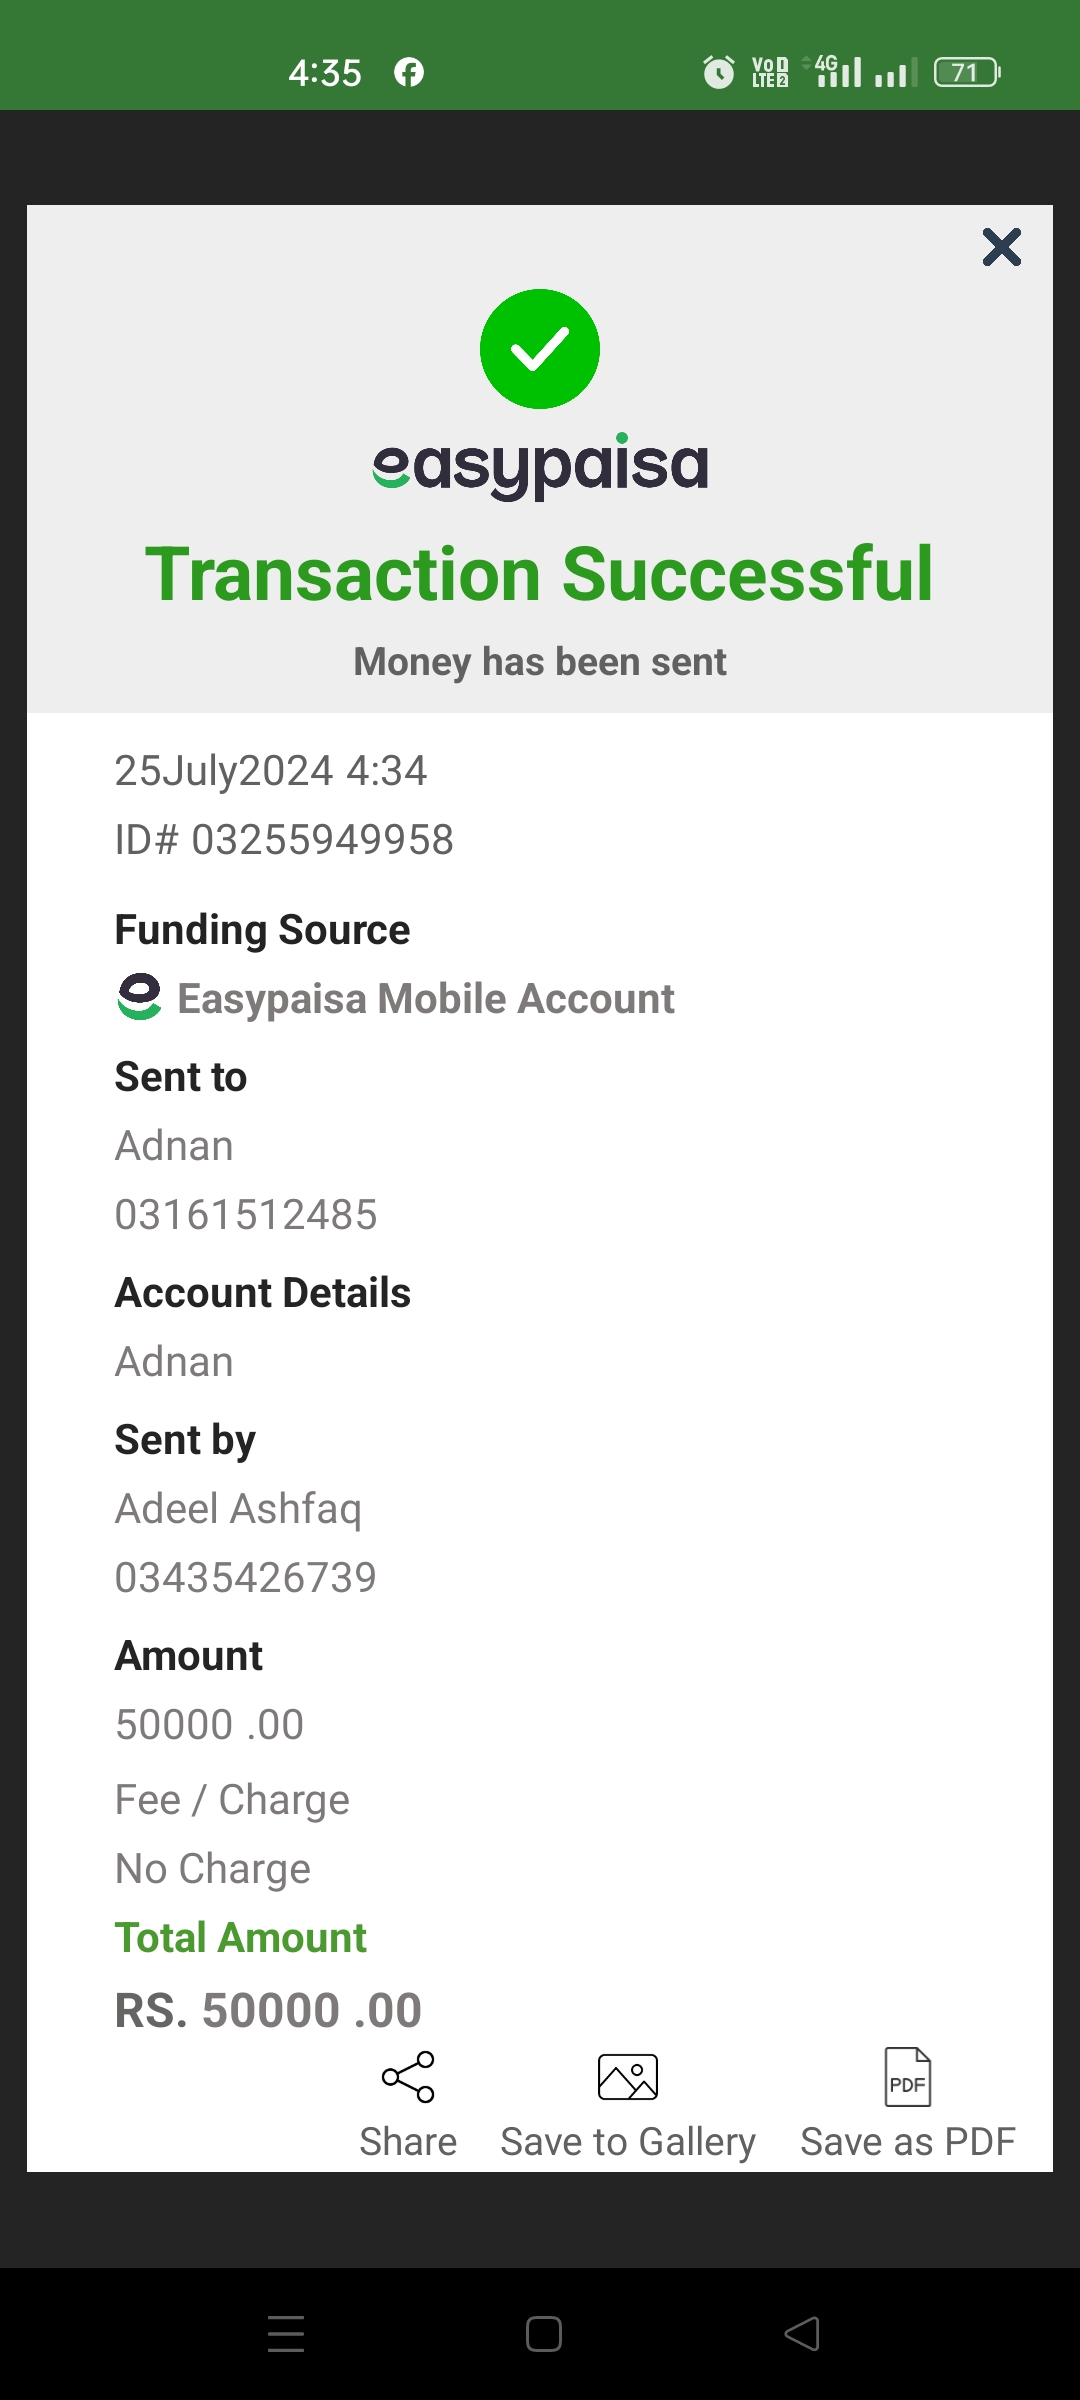 4:35
VoD LTE2 4G 71
easypaisa
Transaction Successful
Money has been sent
25July2024 4:34
ID# 03255949958
Funding Source
Easypaisa Mobile Account
Sent to
Adnan
03161512485
Account Details
Adnan
Sent by
Adeel Ashfaq
03435426739
Amount
50000 .00
Fee / Charge
No Charge
Total Amount
RS. 50000 .00
PDF
Share Save to Gallery Save as PDF